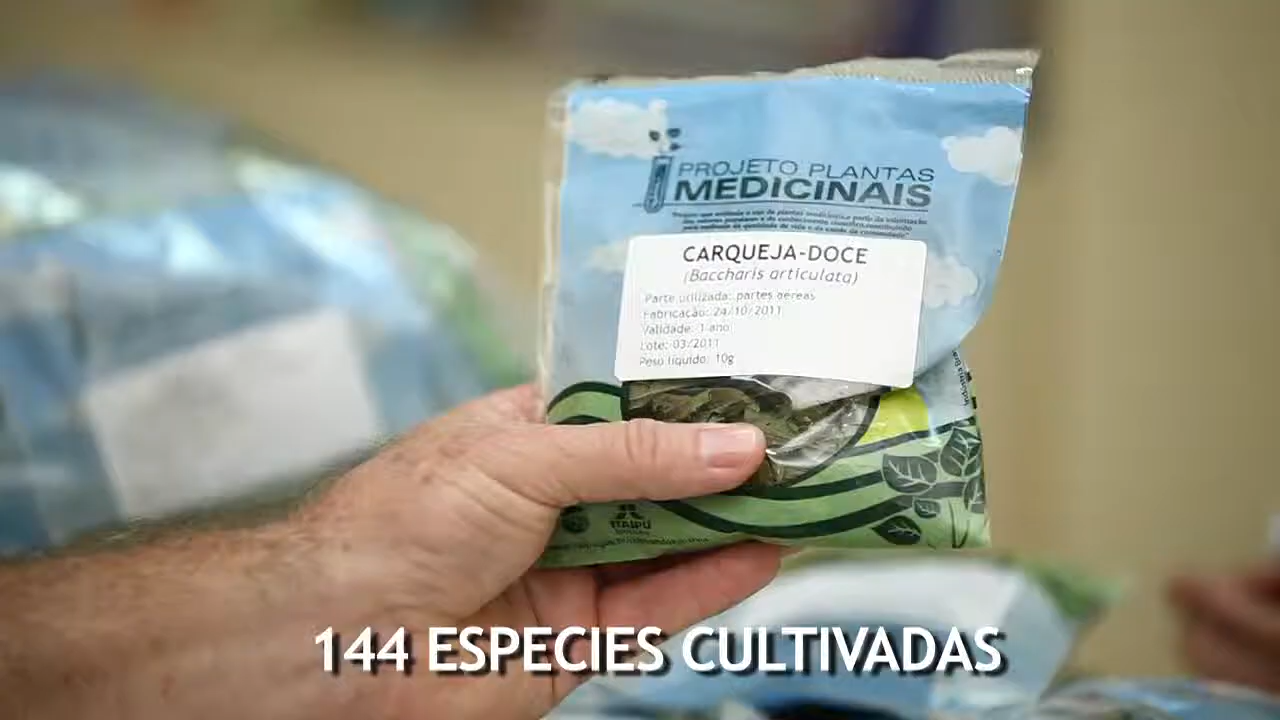 PROJETO PLANTAS
MEDICINAIS
CARQUEJA-DOCE
(Baccharis articulata)
Parte utilizada: partes aéreas
Fabricação: 24/10/2011
Validade: 1 ano
Lote: 03/2011
Peso líquido: 10g
ITAIPU
144 ESPECIES CULTIVADAS